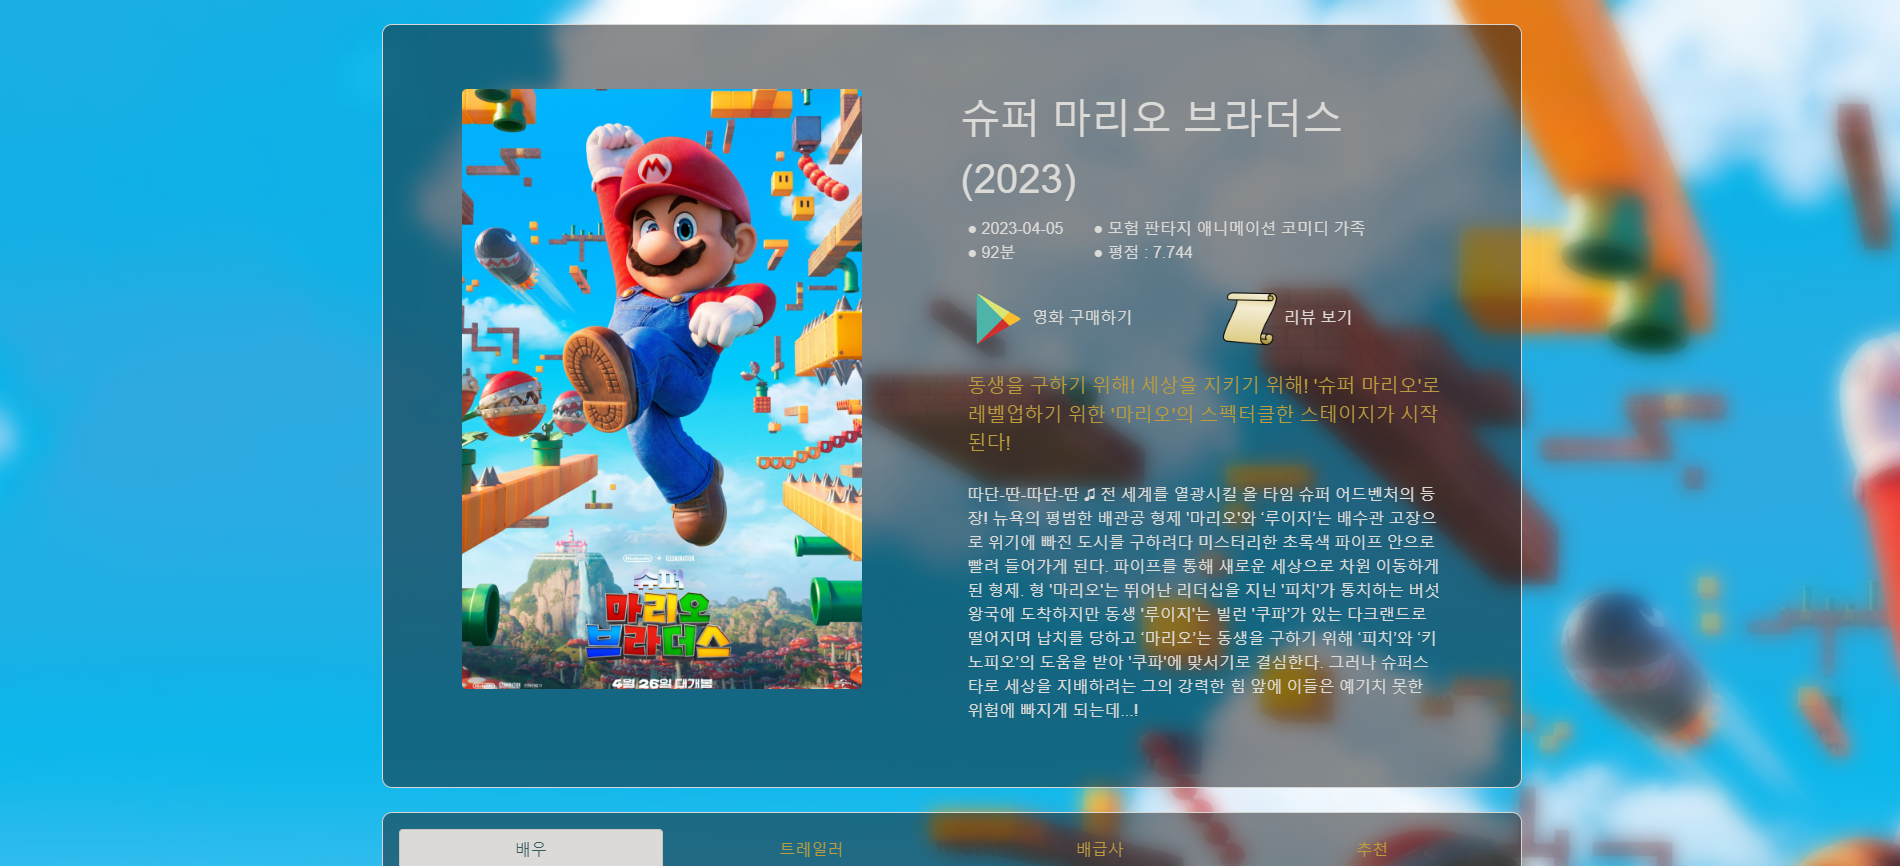 슈퍼 마리오 브라더스
(2023)
● 2023-04-05 ● 모험 판타지 애니메이션 코미디 가족
● 92분 ● 평점 : 7.744
영화 구매하기 리뷰 보기
동생을 구하기 위해! 세상을 지키기 위해! '슈퍼 마리오'로
레벨업하기 위한 '마리오'의 스펙터클한 스테이지가 시작
된다!
따단-딴-따단-딴 ♫ 전 세계를 열광시킬 올 타임 슈퍼 어드벤처의 등
장! 뉴욕의 평범한 배관공 형제 '마리오'와 ‘루이지’는 배수관 고장으
로 위기에 빠진 도시를 구하려다 미스터리한 초록색 파이프 안으로
빨려 들어가게 된다. 파이프를 통해 새로운 세상으로 차원 이동하게
된 형제. 형 '마리오'는 뛰어난 리더십을 지닌 '피치'가 통치하는 버섯
왕국에 도착하지만 동생 '루이지'는 빌런 '쿠파'가 있는 다크랜드로
떨어지며 납치를 당하고 ‘마리오’는 동생을 구하기 위해 ‘피치’와 ‘키
노피오’의 도움을 받아 '쿠파'에 맞서기로 결심한다. 그러나 슈퍼스
타로 세상을 지배하려는 그의 강력한 힘 앞에 이들은 예기치 못한
위험에 빠지게 되는데...!
M
Nintendo + ILLUMINATION
슈퍼
마리오
브라더스
4월 26일 대개봉
배우 트레일러 배급사 추천